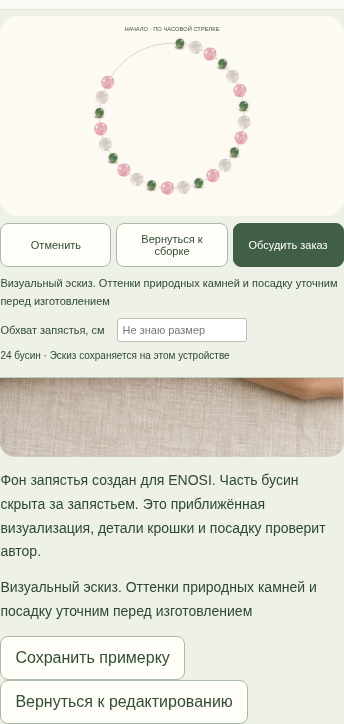 НАЧАЛО · ПО ЧАСОВОЙ СТРЕЛКЕ
Отменить
Вернуться к
сборке
Обсудить заказ
Визуальный эскиз. Оттенки природных камней и посадку уточним
перед изготовлением
Обхват запястья, см
Не знаю размер
24 бусин · Эскиз сохраняется на этом устройстве
Фон запястья создан для ENOSI. Часть бусин
скрыта за запястьем. Это приближённая
визуализация, детали крошки и посадку проверит
автор.
Визуальный эскиз. Оттенки природных камней и
посадку уточним перед изготовлением
Сохранить примерку
Вернуться к редактированию